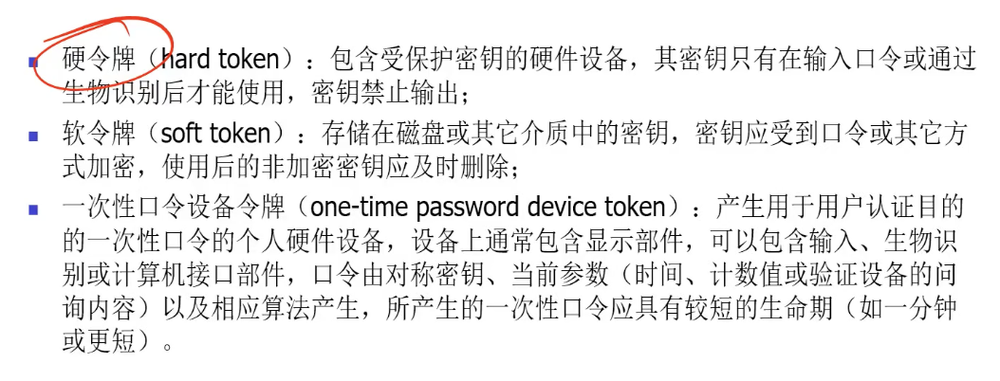 硬令牌（hard token）：包含受保护密钥的硬件设备，其密钥只有在输入口令或通过
生物识别后才能使用，密钥禁止输出；
软令牌（soft token）：存储在磁盘或其它介质中的密钥，密钥应受到口令或其它方
式加密，使用后的非加密密钥应及时删除；
一次性口令设备令牌（one-time password device token）：产生用于用户认证目的
的一次性口令的个人硬件设备，设备上通常包含显示部件，可以包含输入、生物识
别或计算机接口部件，口令由对称密钥、当前参数（时间、计数值或验证设备的问
询内容）以及相应算法产生，所产生的一次性口令应具有较短的生命期（如一分钟
或更短）。